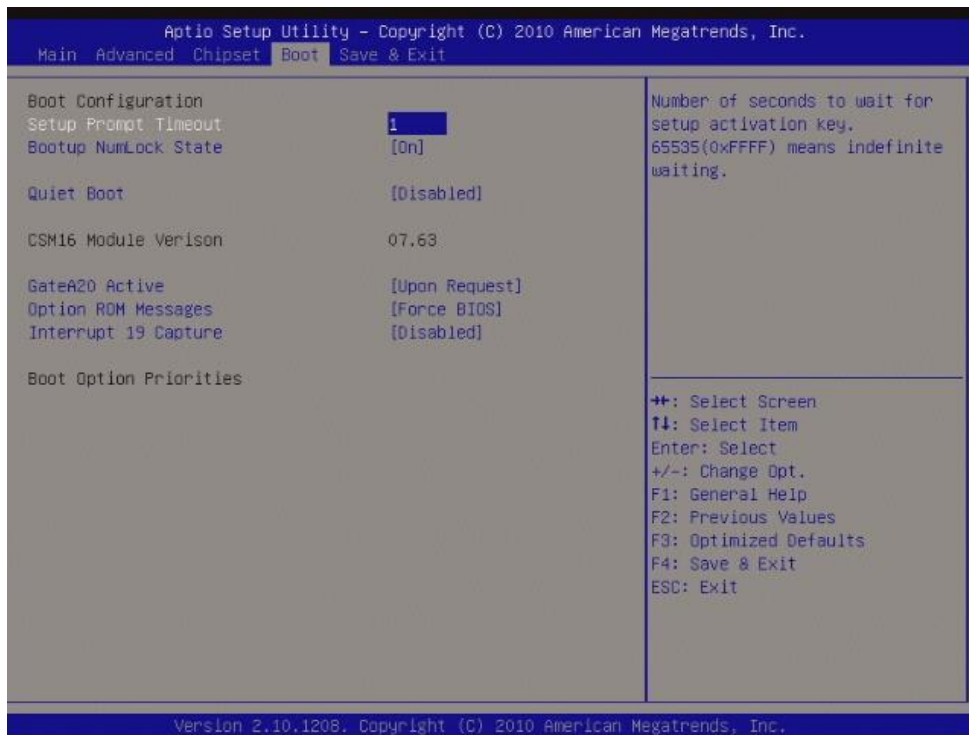 Aptio Setup Utility – Copyright (C) 2010 American Megatrends, Inc.
Main Advanced Chipset Boot Save & Exit
Boot Configuration
Setup Prompt Timeout 1
Bootup NumLock State [On]
Quiet Boot [Disabled]
CSM16 Module Verison 07.63
GateA20 Active [Upon Request]
Option ROM Messages [Force BIOS]
Interrupt 19 Capture [Disabled]
Boot Option Priorities
Number of seconds to wait for
setup activation key.
65535(0xFFFF) means indefinite
waiting.
→←: Select Screen
↑↓: Select Item
Enter: Select
+/-: Change Opt.
F1: General Help
F2: Previous Values
F3: Optimized Defaults
F4: Save & Exit
ESC: Exit
Version 2.10.1208. Copyright (C) 2010 American Megatrends, Inc.